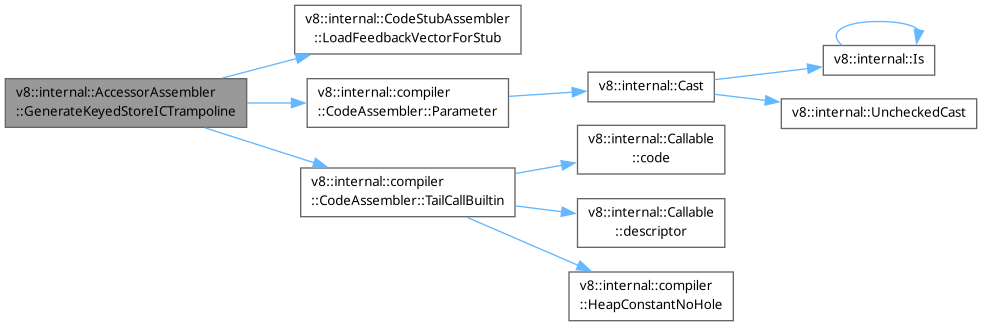 v8::internal::AccessorAssembler
::GenerateKeyedStoreICTrampoline
v8::internal::CodeStubAssembler
::LoadFeedbackVectorForStub
v8::internal::compiler
::CodeAssembler::Parameter
v8::internal::Cast
v8::internal::Is
v8::internal::UncheckedCast
v8::internal::compiler
::CodeAssembler::TailCallBuiltin
v8::internal::Callable
::code
v8::internal::Callable
::descriptor
v8::internal::compiler
::HeapConstantNoHole